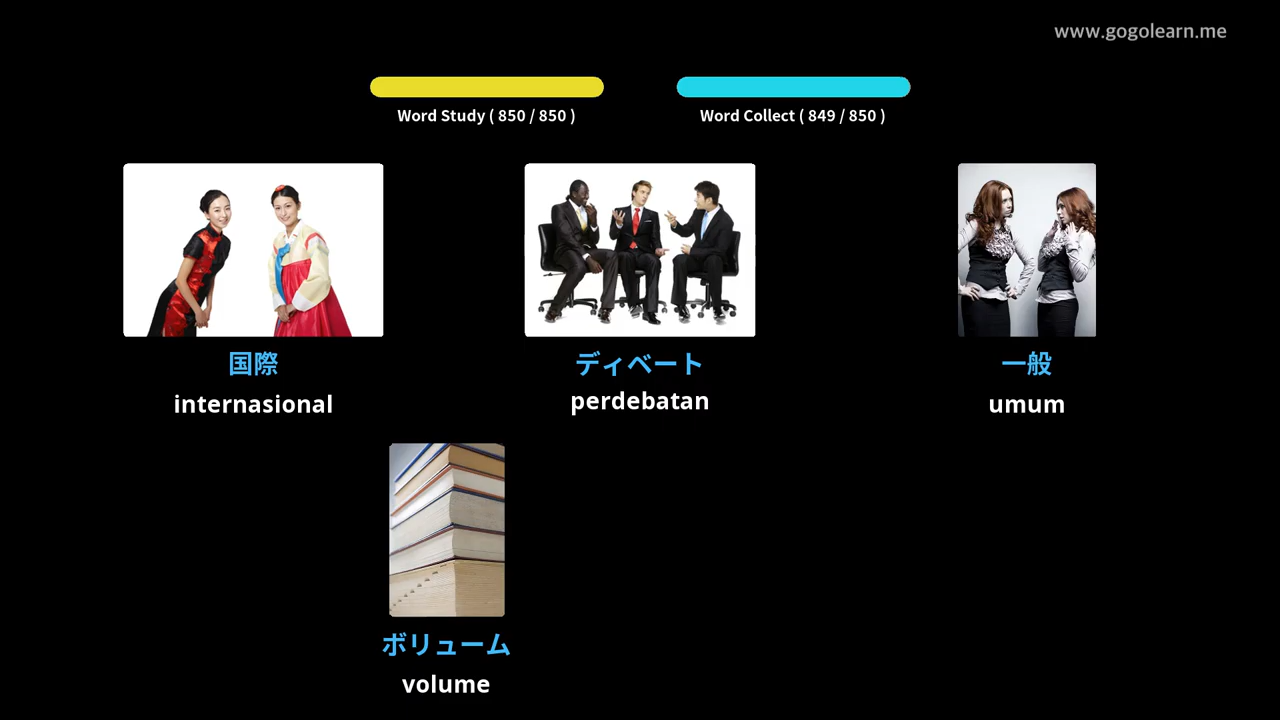 www.gogolearn.me
Word Study ( 850 / 850 )
Word Collect ( 849 / 850 )
国際
internasional
ディベート
perdebatan
一般
umum
ボリューム
volume